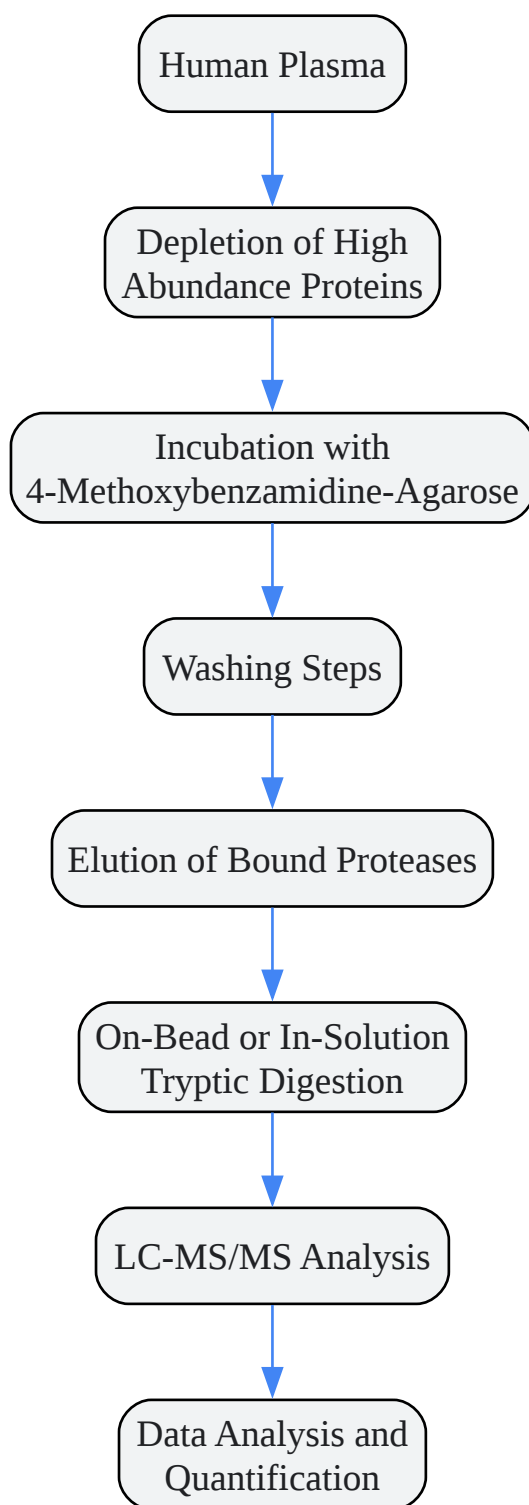 Human Plasma
Depletion of High
Abundance Proteins
Incubation with
4-Methoxybenzamidine-Agarose
Washing Steps
Elution of Bound Proteases
On-Bead or In-Solution
Tryptic Digestion
LC-MS/MS Analysis
Data Analysis and
Quantification